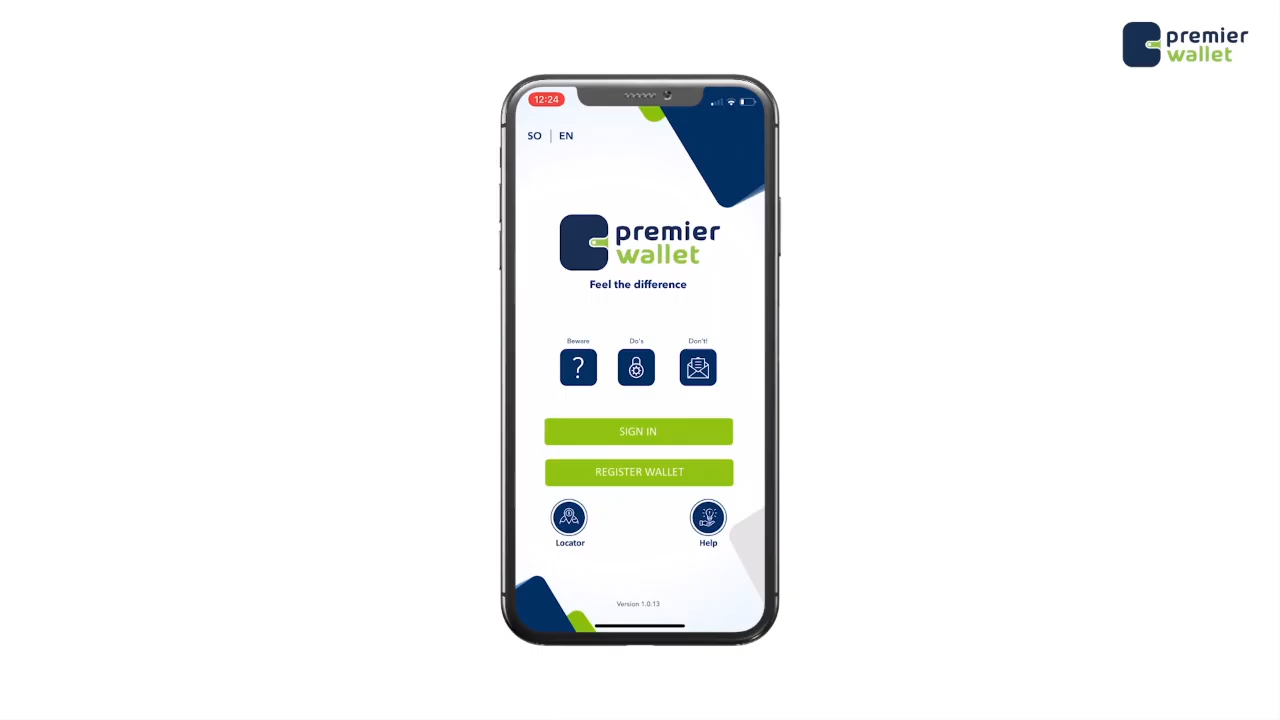 premier
wallet
12:24
SO | EN
premier
wallet
Feel the difference
Beware
Do's
Don't!
?
SIGN IN
REGISTER WALLET
Locator
Help
Version 1.0.13